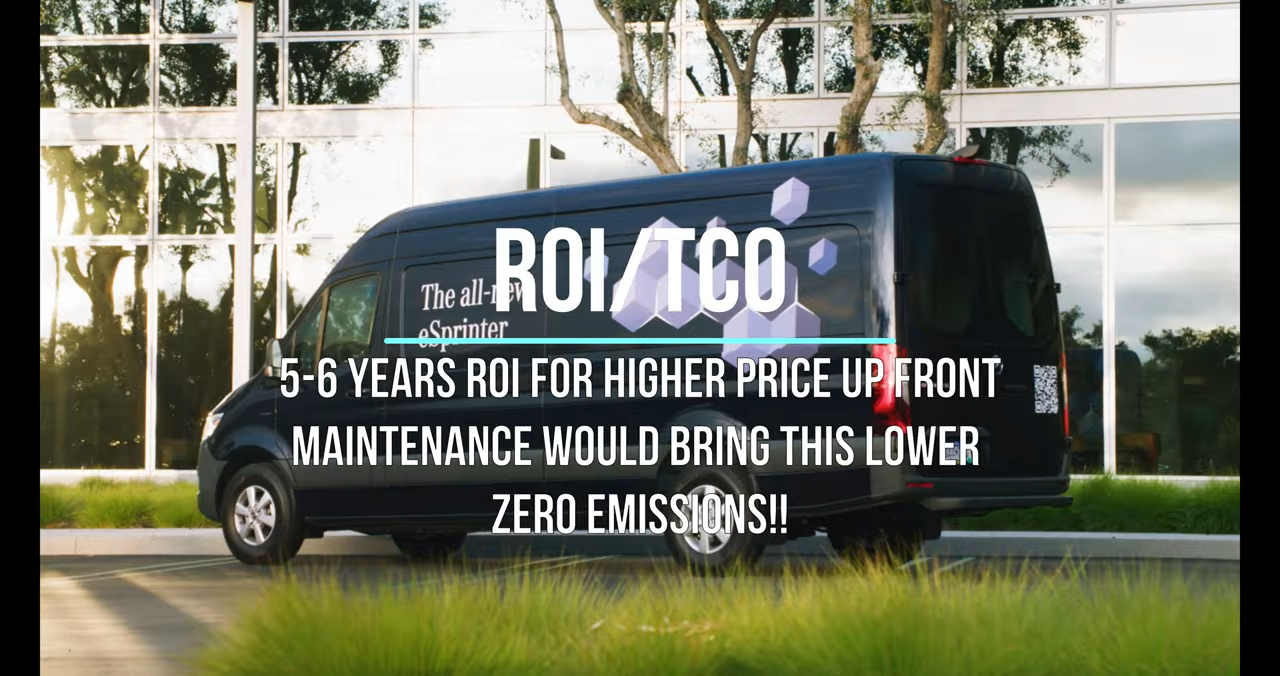 ROI/TCO
The all-new
eSprinter
5-6 YEARS ROI FOR HIGHER PRICE UP FRONT
MAINTENANCE WOULD BRING THIS LOWER
ZERO EMISSIONS!!